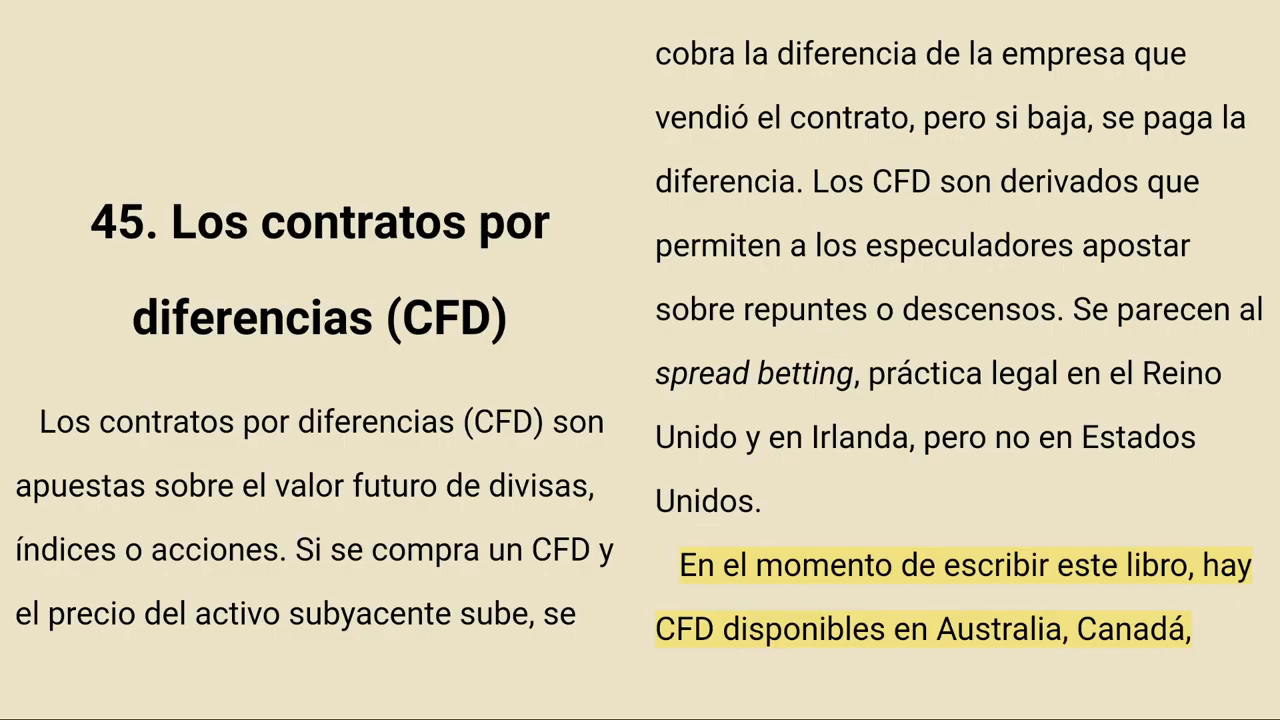 45. Los contratos por
diferencias (CFD)
Los contratos por diferencias (CFD) son
apuestas sobre el valor futuro de divisas,
índices o acciones. Si se compra un CFD y
el precio del activo subyacente sube, se
cobra la diferencia de la empresa que
vendió el contrato, pero si baja, se paga la
diferencia. Los CFD son derivados que
permiten a los especuladores apostar
sobre repuntes o descensos. Se parecen al
spread betting, práctica legal en el Reino
Unido y en Irlanda, pero no en Estados
Unidos.
En el momento de escribir este libro, hay
CFD disponibles en Australia, Canadá,